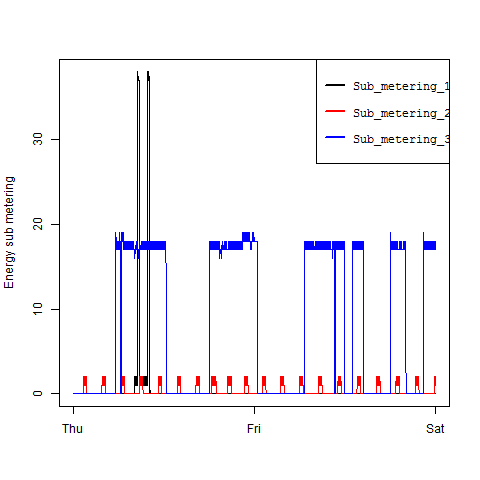 Sub_metering_1
Sub_metering_2
Sub_metering_3
Energy sub metering
30
20
10
0
Thu Fri Sat